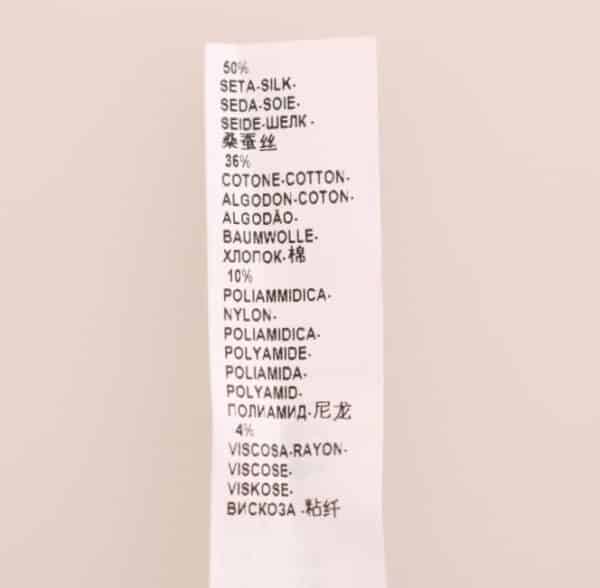 50%
SETA-SILK-
SEDA-SOIE-
SEIDE-ШЕЛК-
桑蚕丝
36%
COTONE-COTTON-
ALGODON-COTON-
ALGODÃO-
BAUMWOLLE-
ХЛОПОК-棉
10%
POLIAMMIDICA-
NYLON-
POLIAMIDICA-
POLYAMIDE-
POLIAMIDA-
POLYAMID-
ПОЛИАМИД-尼龙
4%
VISCOSA-RAYON-
VISCOSE-
VISKOSE-
ВИСКОЗА -粘纤